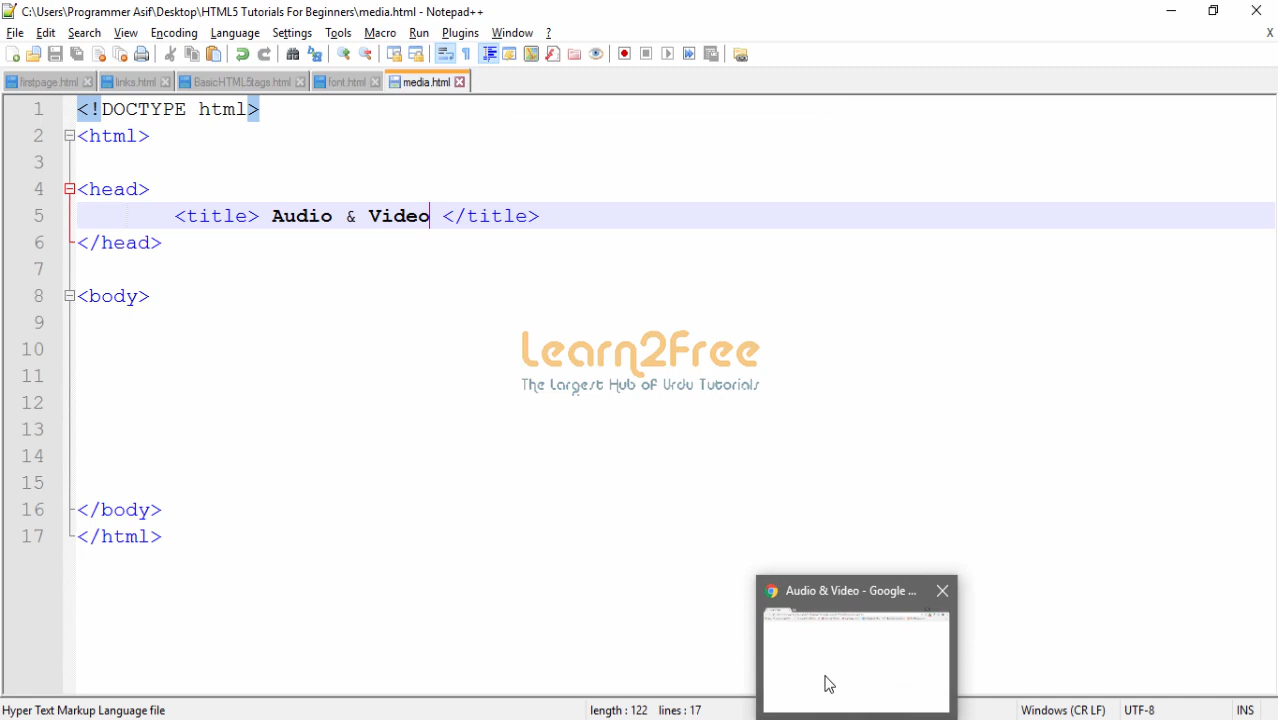 C:\Users\Programmer Asif\Desktop\HTML5 Tutorials For Beginners\media.html - Notepad++
File Edit Search View Encoding Language Settings Tools Macro Run Plugins Window ? X
firstpage.html links.html BasicHTML5tags.html font.html media.html
1 <!DOCTYPE html>
2 <html>
3
4 <head>
5 <title> Audio & Video </title>
6 </head>
7
8 <body>
9
10
Learn2Free
11
The Largest Hub of Urdu Tutorials
12
13
14
15
16 </body>
17 </html>
Audio & Video - Google ...
Hyper Text Markup Language file length : 122 lines : 17 Windows (CR LF) UTF-8 INS